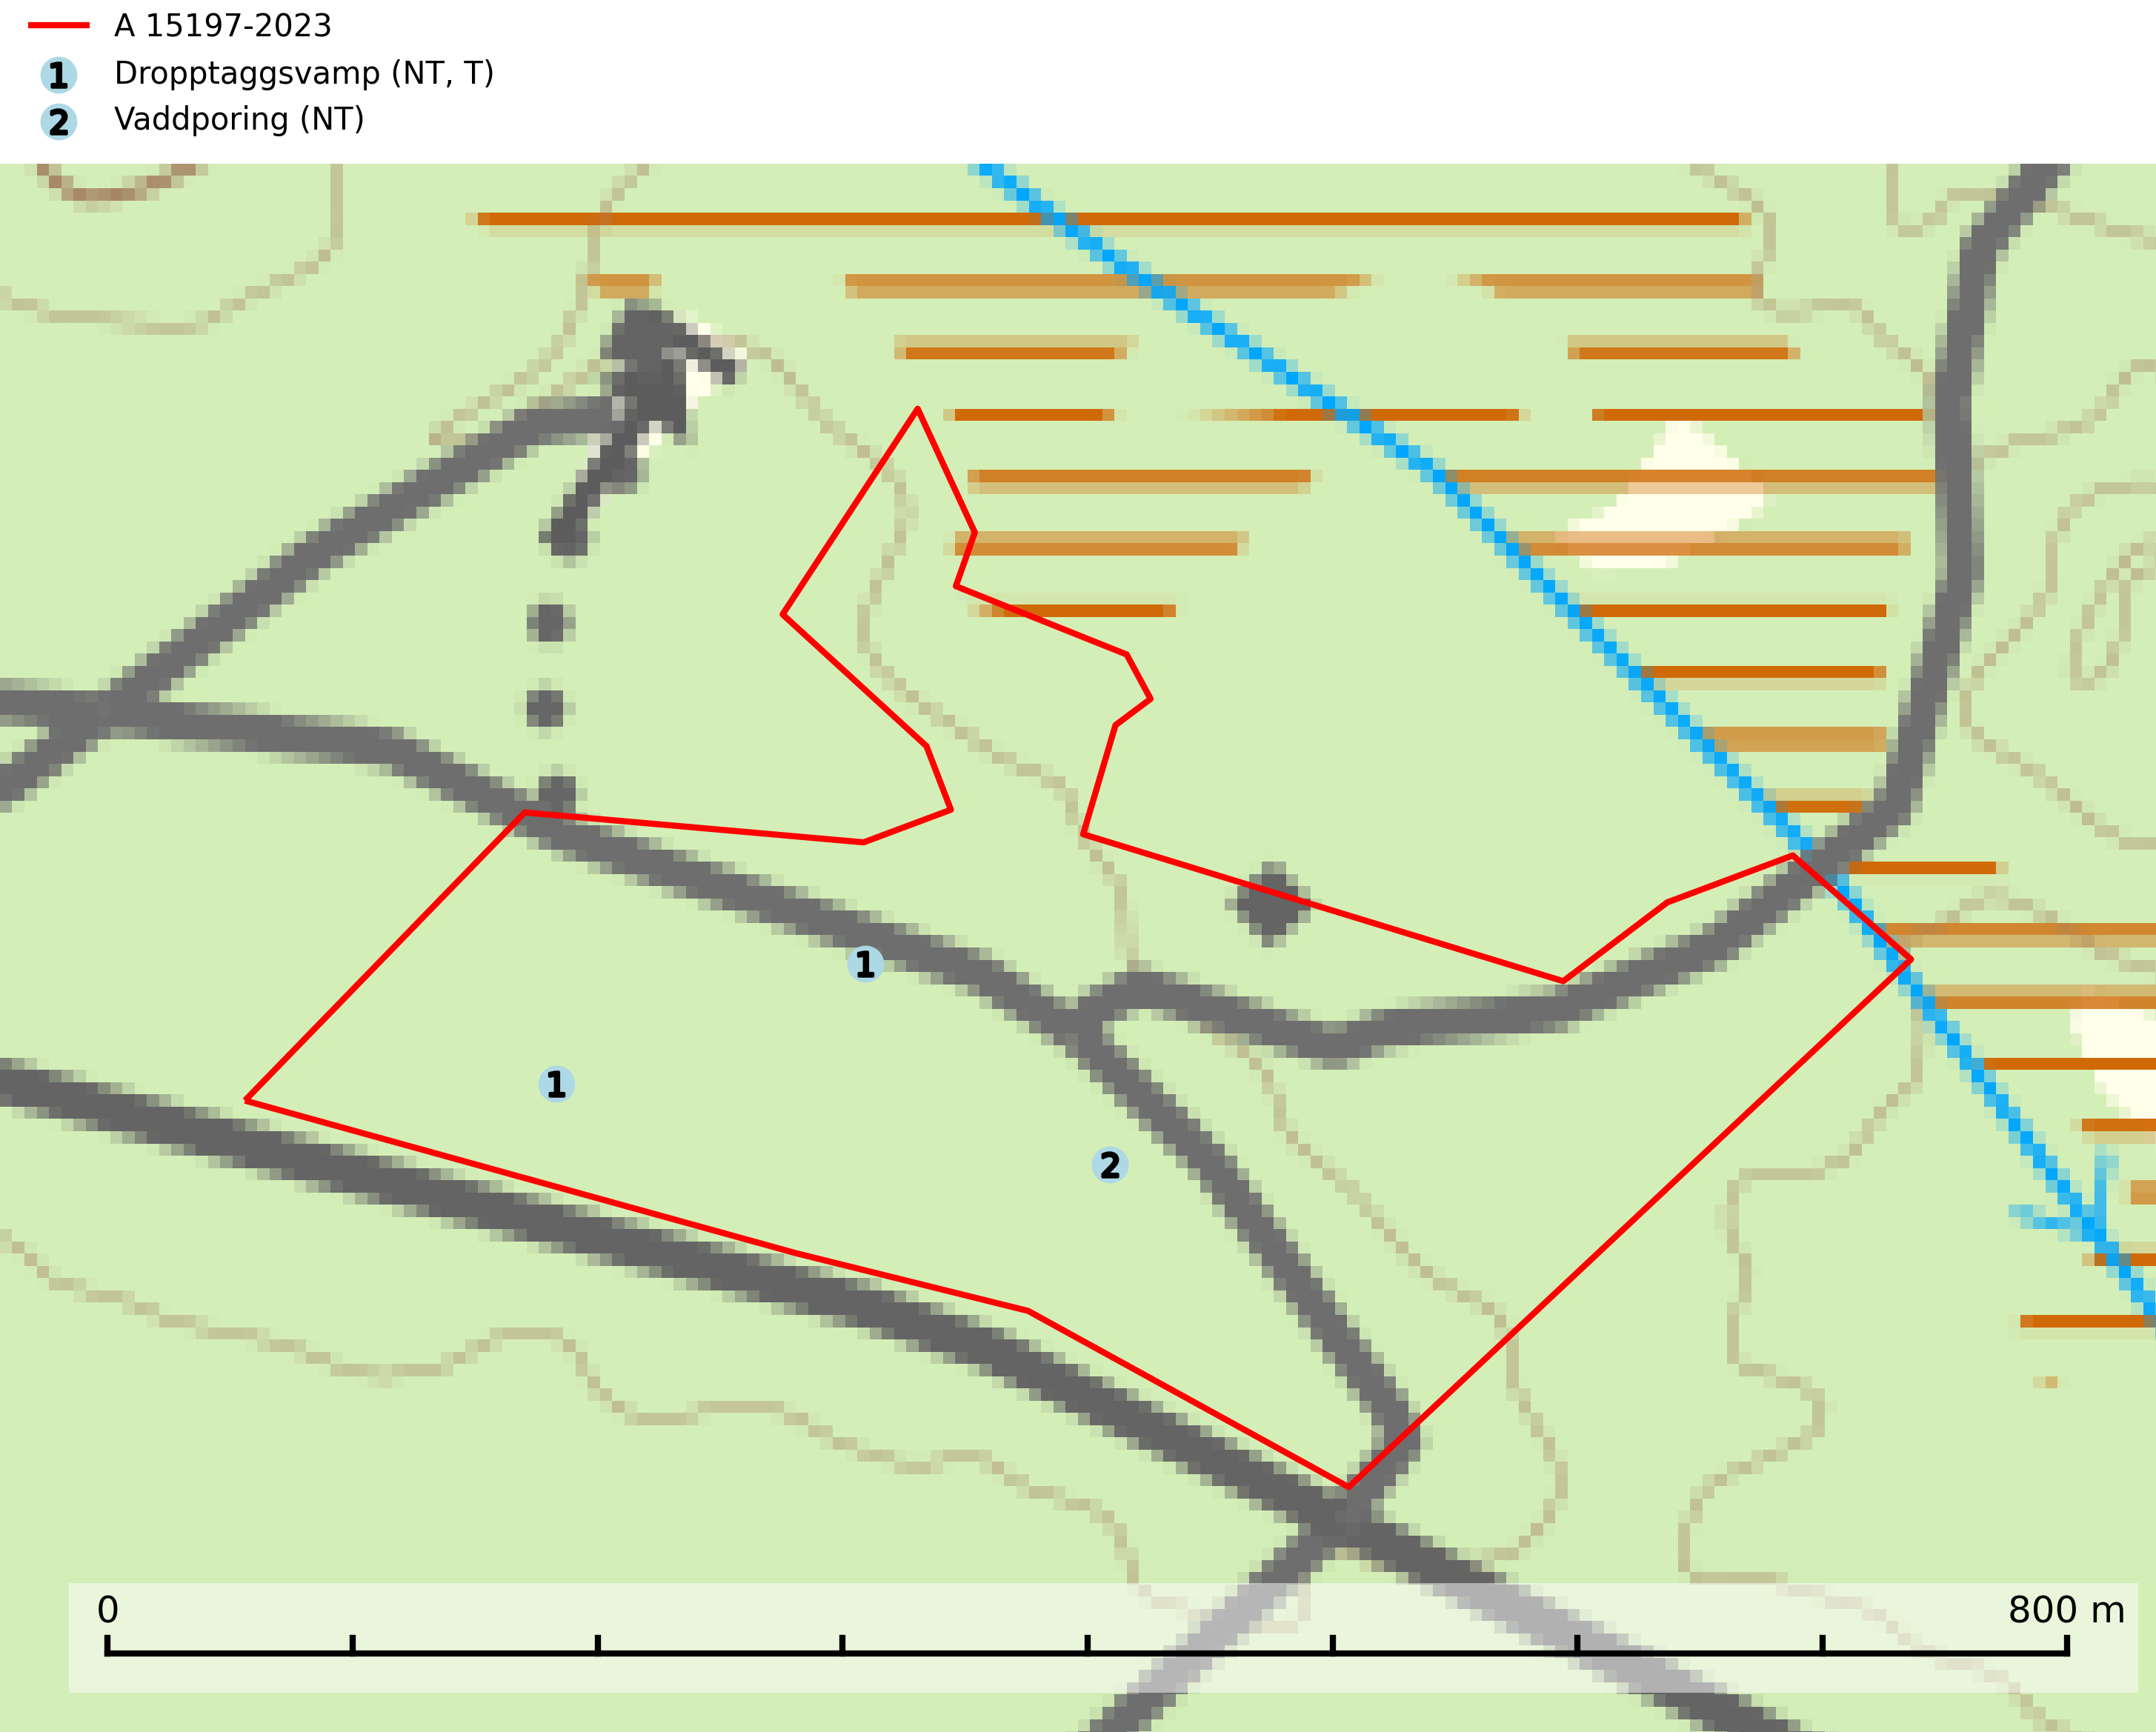 A 15197-2023
1 Dropptaggsvamp (NT, T)
2 Vaddporing (NT)
1
1
2
0 800 m